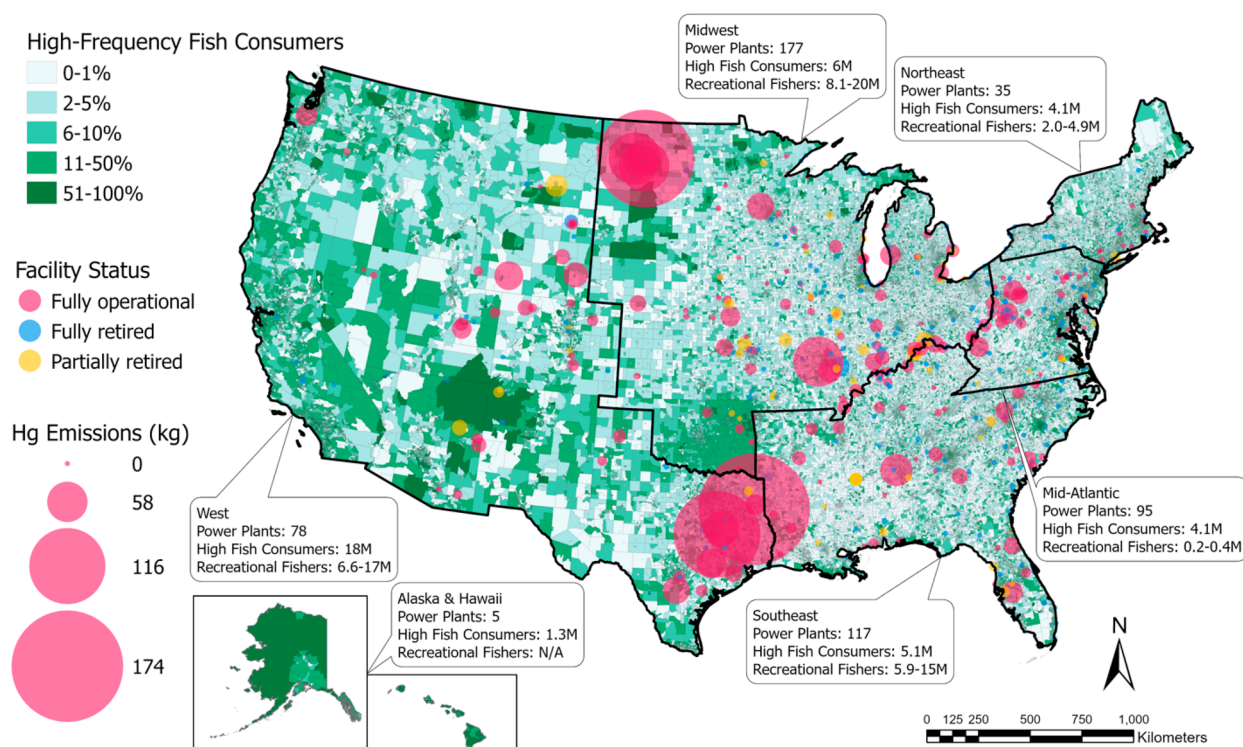 High-Frequency Fish Consumers
0-1%
2-5%
6-10%
11-50%
51-100%
Facility Status
Fully operational
Fully retired
Partially retired
Hg Emissions (kg)
0
58
116
174
Midwest
Power Plants: 177
High Fish Consumers: 6M
Recreational Fishers: 8.1-20M
Northeast
Power Plants: 35
High Fish Consumers: 4.1M
Recreational Fishers: 2.0-4.9M
West
Power Plants: 78
High Fish Consumers: 18M
Recreational Fishers: 6.6-17M
Alaska & Hawaii
Power Plants: 5
High Fish Consumers: 1.3M
Recreational Fishers: N/A
Southeast
Power Plants: 117
High Fish Consumers: 5.1M
Recreational Fishers: 5.9-15M
Mid-Atlantic
Power Plants: 95
High Fish Consumers: 4.1M
Recreational Fishers: 0.2-0.4M
N
0 125 250 500 750 1,000
Kilometers